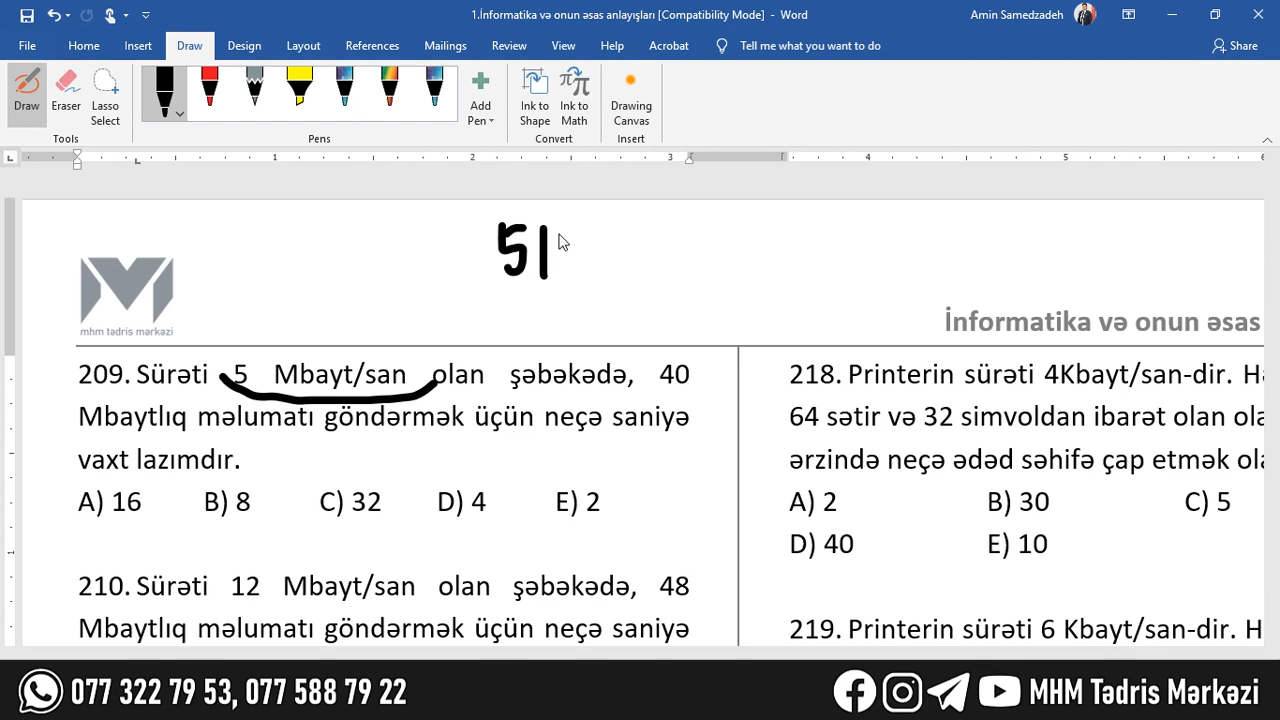 1.İnformatika və onun əsas anlayışları [Compatibility Mode] - Word
Amin Samedzadeh
File Home Insert Draw Design Layout References Mailings Review View Help Acrobat Tell me what you want to do Share
Draw Eraser Lasso Select
Add Pen
Ink to Shape
Ink to Math
Drawing Canvas
Tools Pens Convert Insert
1 2 3 4 5 6
5
mhm tədris mərkəzi
İnformatika və onun əsas
209. Sürəti 5 Mbayt/san olan şəbəkədə, 40
Mbaytlıq məlumatı göndərmək üçün neçə saniyə
vaxt lazımdır.
A) 16 B) 8 C) 32 D) 4 E) 2
210. Sürəti 12 Mbayt/san olan şəbəkədə, 48
Mbaytlıq məlumatı göndərmək üçün neçə saniyə
218. Printerin sürəti 4Kbayt/san-dir. H
64 sətir və 32 simvoldan ibarət olan
ərzində neçə ədəd səhifə çap etmək
A) 2 B) 30 C) 5
D) 40 E) 10
219. Printerin sürəti 6 Kbayt/san-dir. H
077 322 79 53, 077 588 79 22
MHM Tədris Mərkəzi